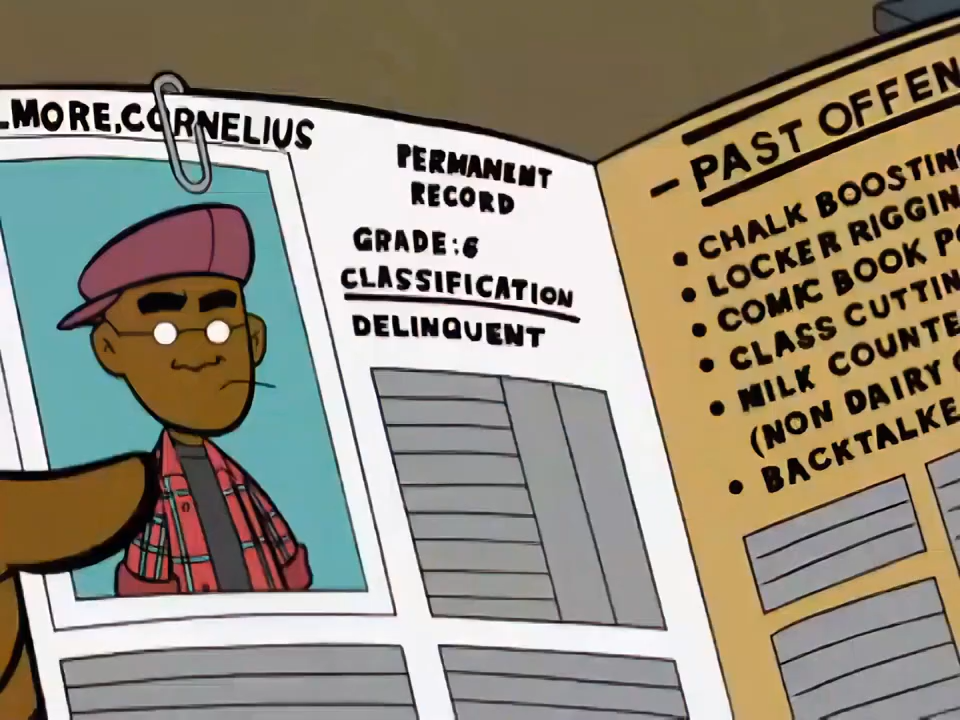 LMORE, CORNELIUS
PERMANENT
RECORD
GRADE:6
CLASSIFICATION
DELINQUENT
- PAST OFFEN
• CHALK BOOSTING
• LOCKER RIGGIN
• COMIC BOOK P
• CLASS CUTTIN
• MILK COUNTE
(NON DAIRY
• BACKTALKE